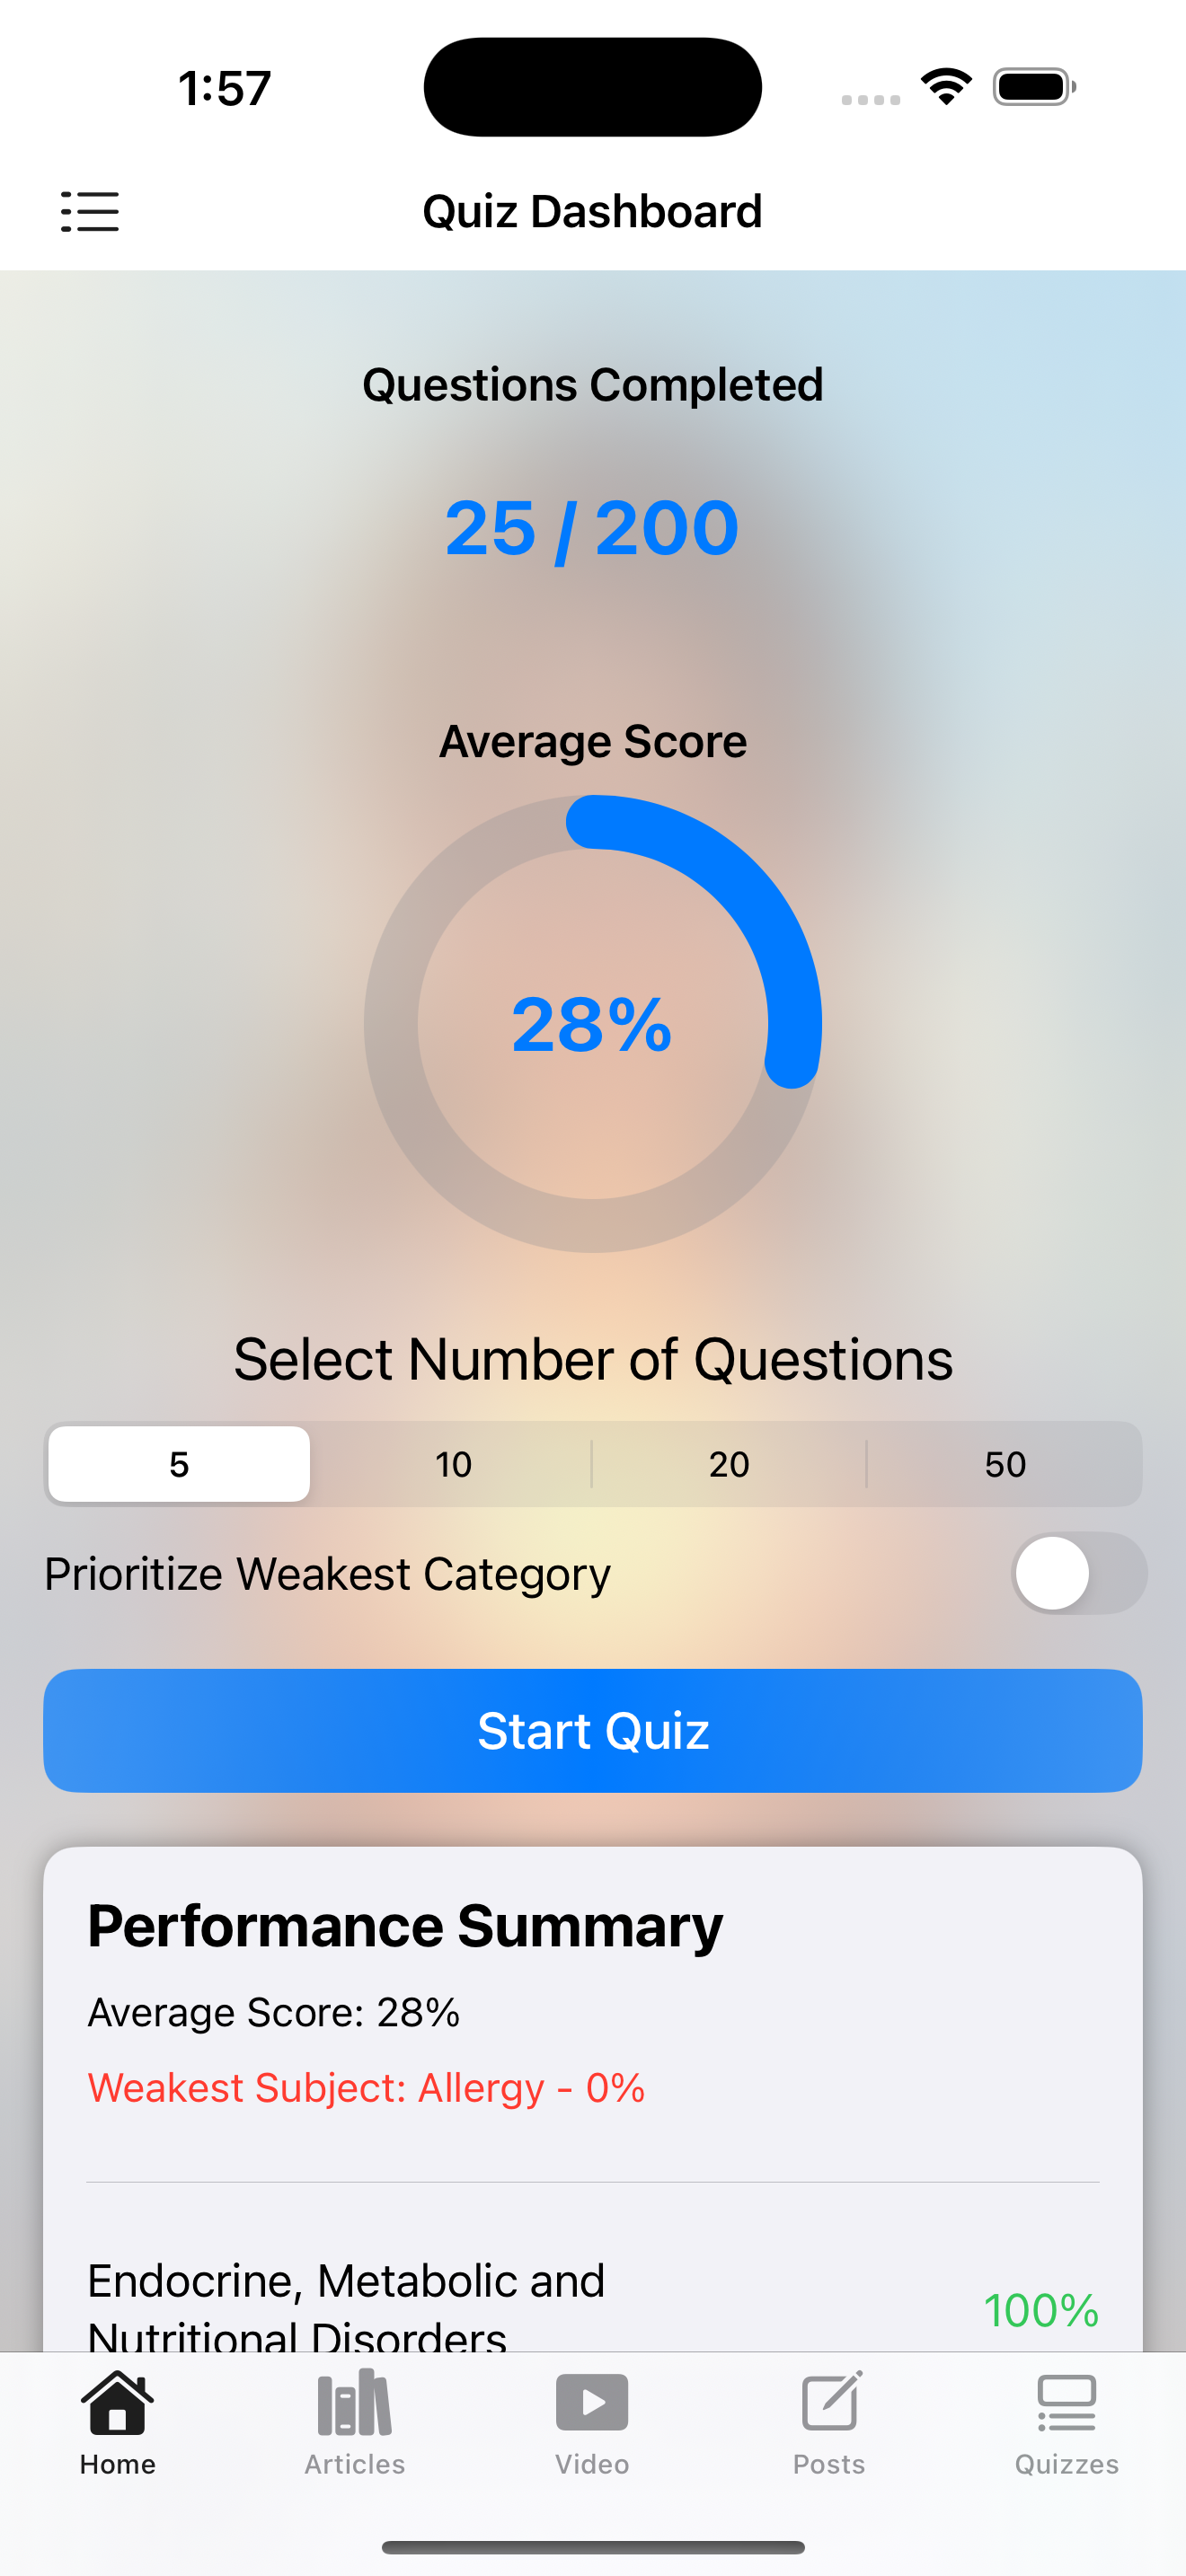 1:57
Quiz Dashboard
Questions Completed
25 / 200
Average Score
28%
Select Number of Questions
5 10 20 50
Prioritize Weakest Category
Start Quiz
Performance Summary
Average Score: 28%
Weakest Subject: Allergy - 0%
Endocrine, Metabolic and
Nutritional Disorders
100%
Home Articles Video Posts Quizzes